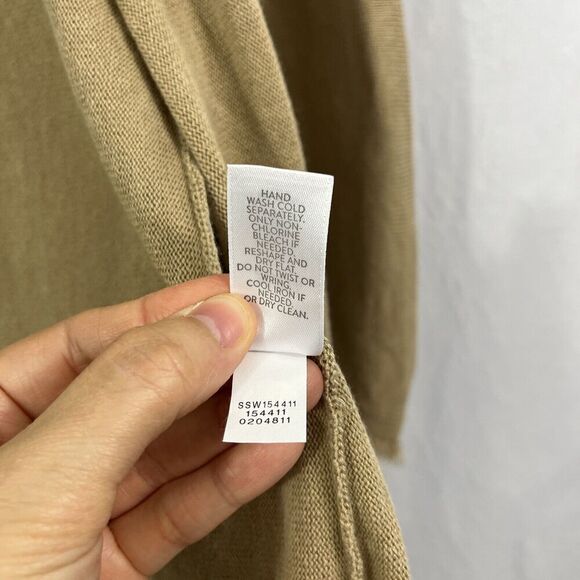 HAND
WASH COLD
SEPARATELY.
ONLY NON-
CHLORINE
BLEACH IF
NEEDED.
RESHAPE AND
DRY FLAT.
DO NOT TWIST OR
WRING.
COOL IRON IF
NEEDED.
OR DRY CLEAN.
SSW154411
154411
0204811